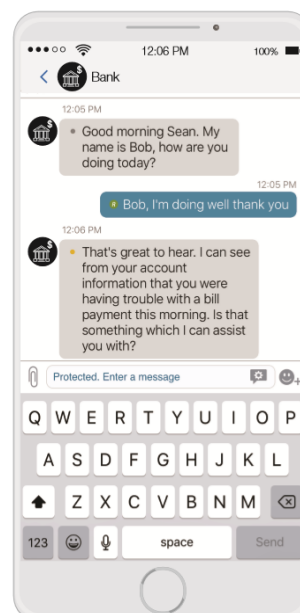 12:06 PM
100%
Bank
12:05 PM
Good morning Sean. My
name is Bob, how are you
doing today?
12:05 PM
Bob, I'm doing well thank you
12:06 PM
That's great to hear. I can see
from your account
information that you were
having trouble with a bill
payment this morning. Is that
something which I can assist
you with?
Protected. Enter a message
Q W E R T Y U I O P
A S D F G H J K L
Z X C V B N M
123 space Send